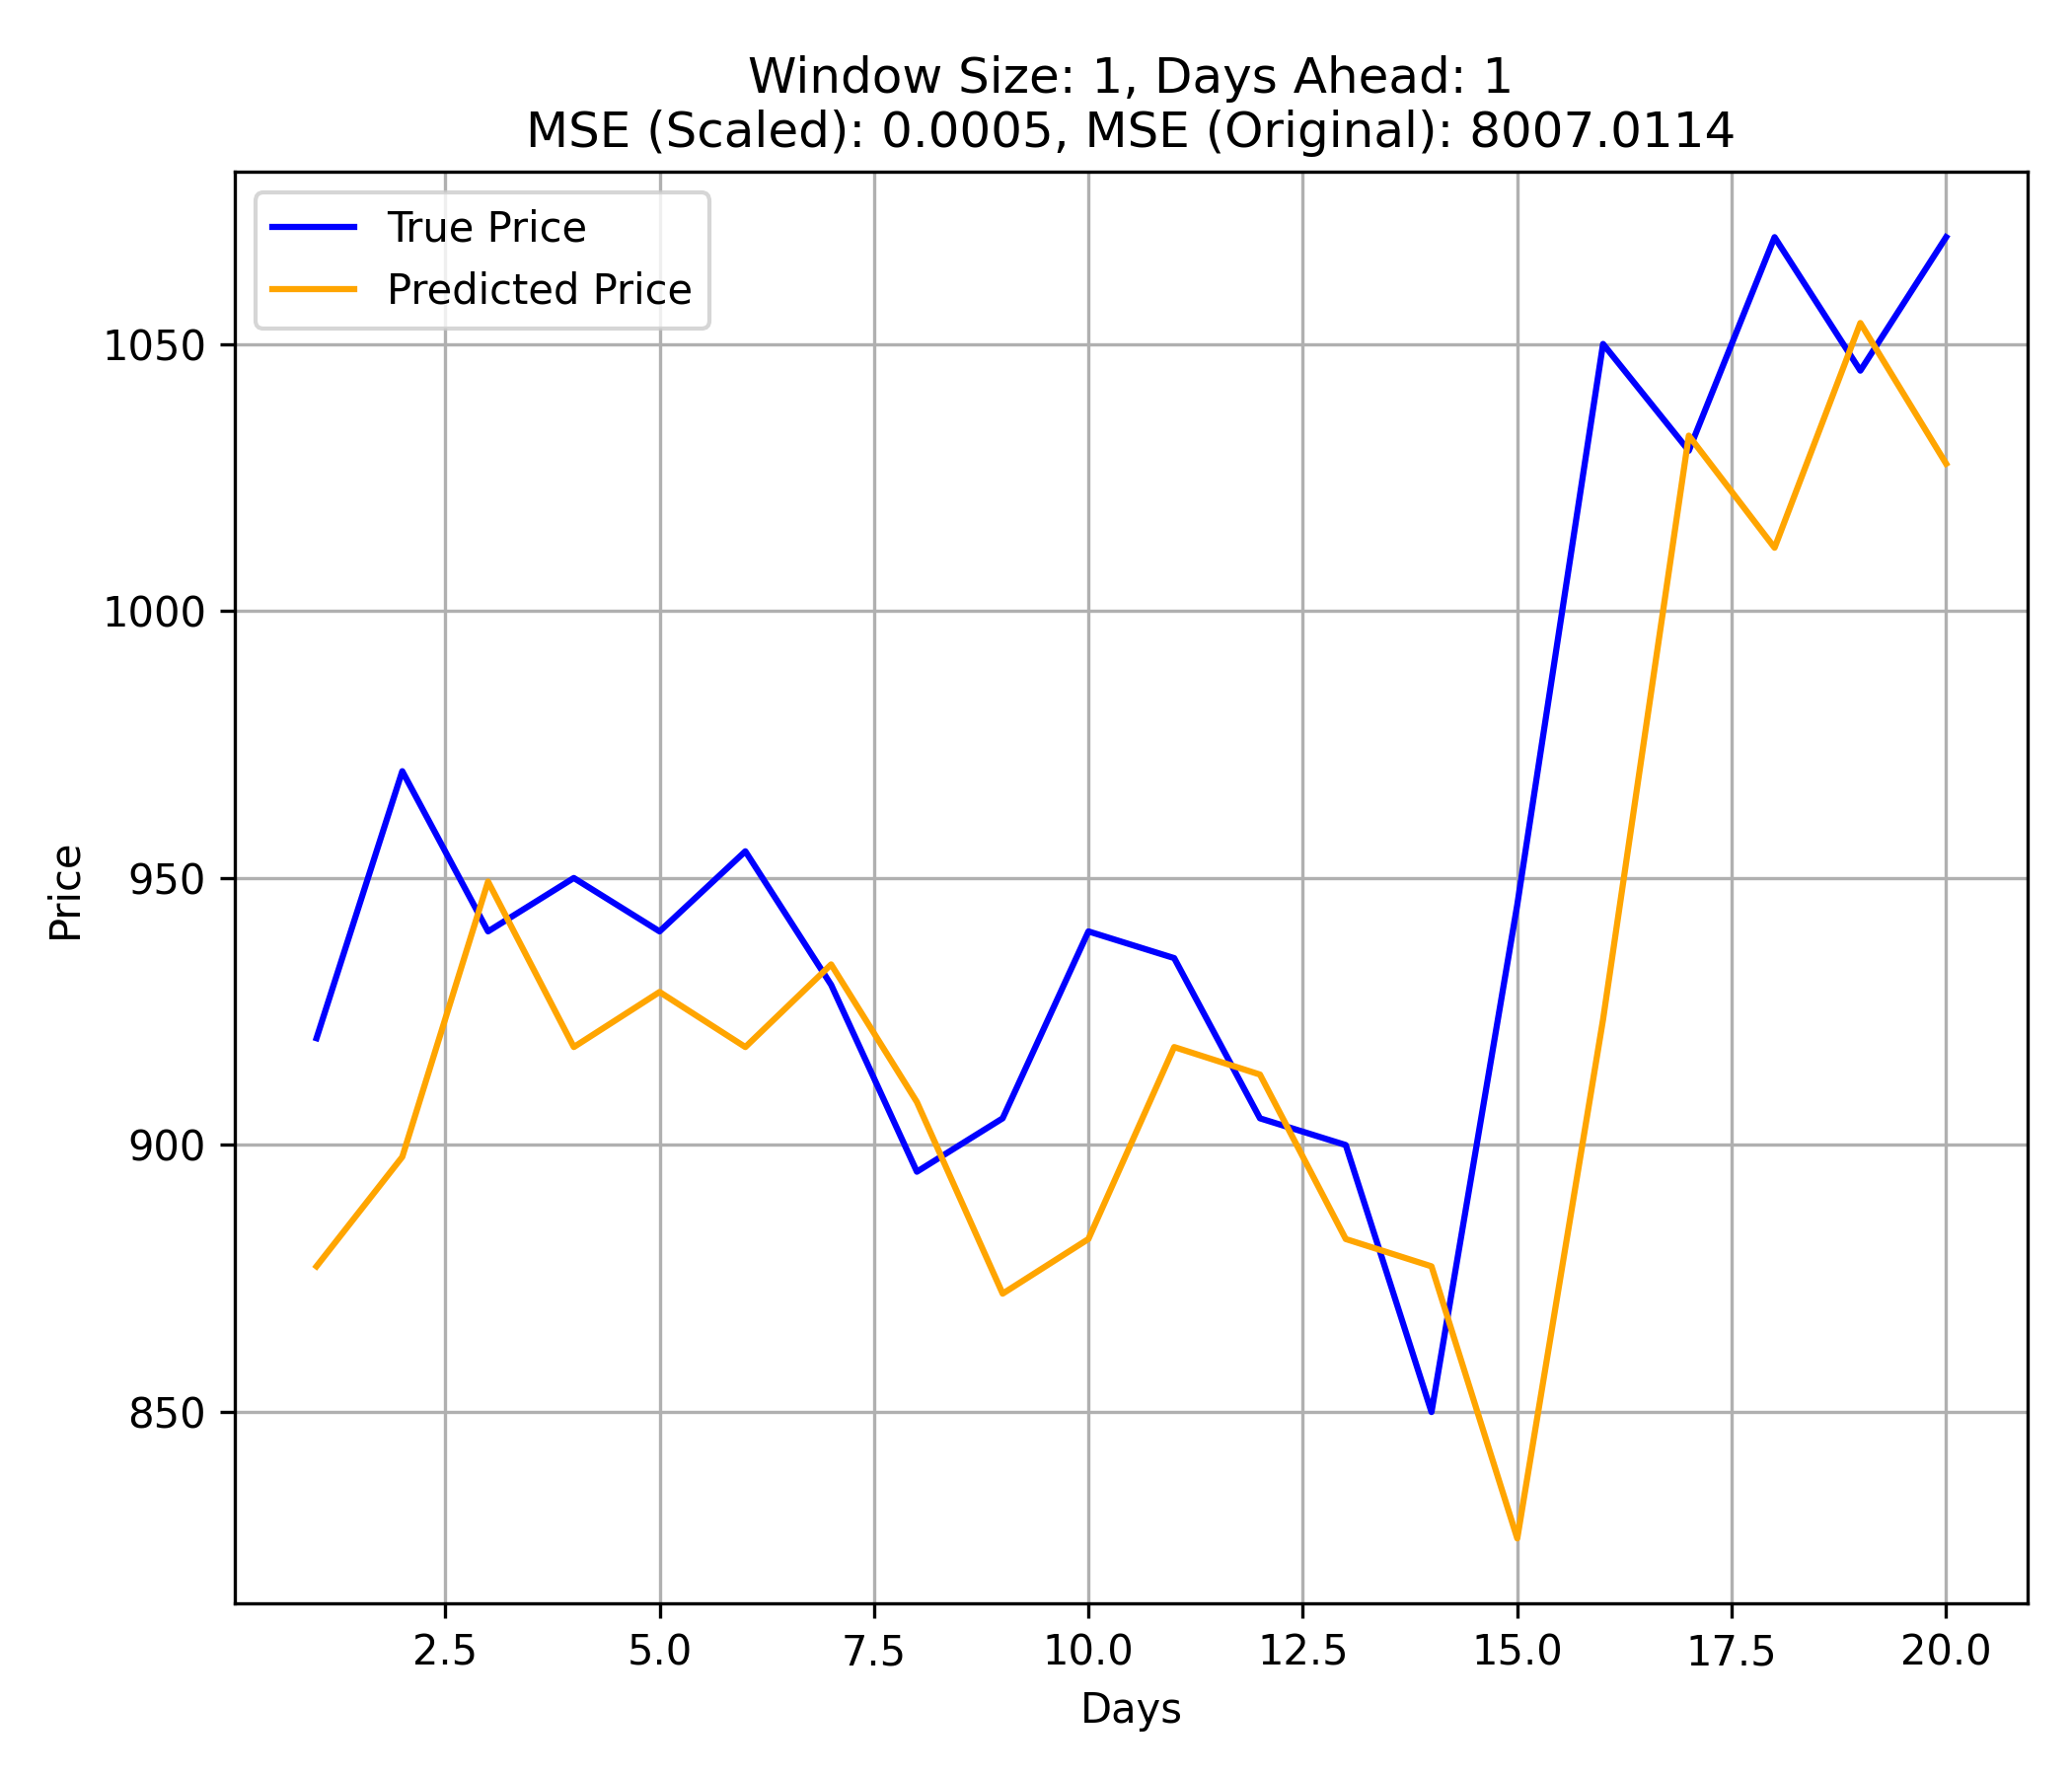 Window Size: 1, Days Ahead: 1
MSE (Scaled): 0.0005, MSE (Original): 8007.0114
True Price
Predicted Price
1050
1000
950
900
850
Price
2.5 5.0 7.5 10.0 12.5 15.0 17.5 20.0
Days